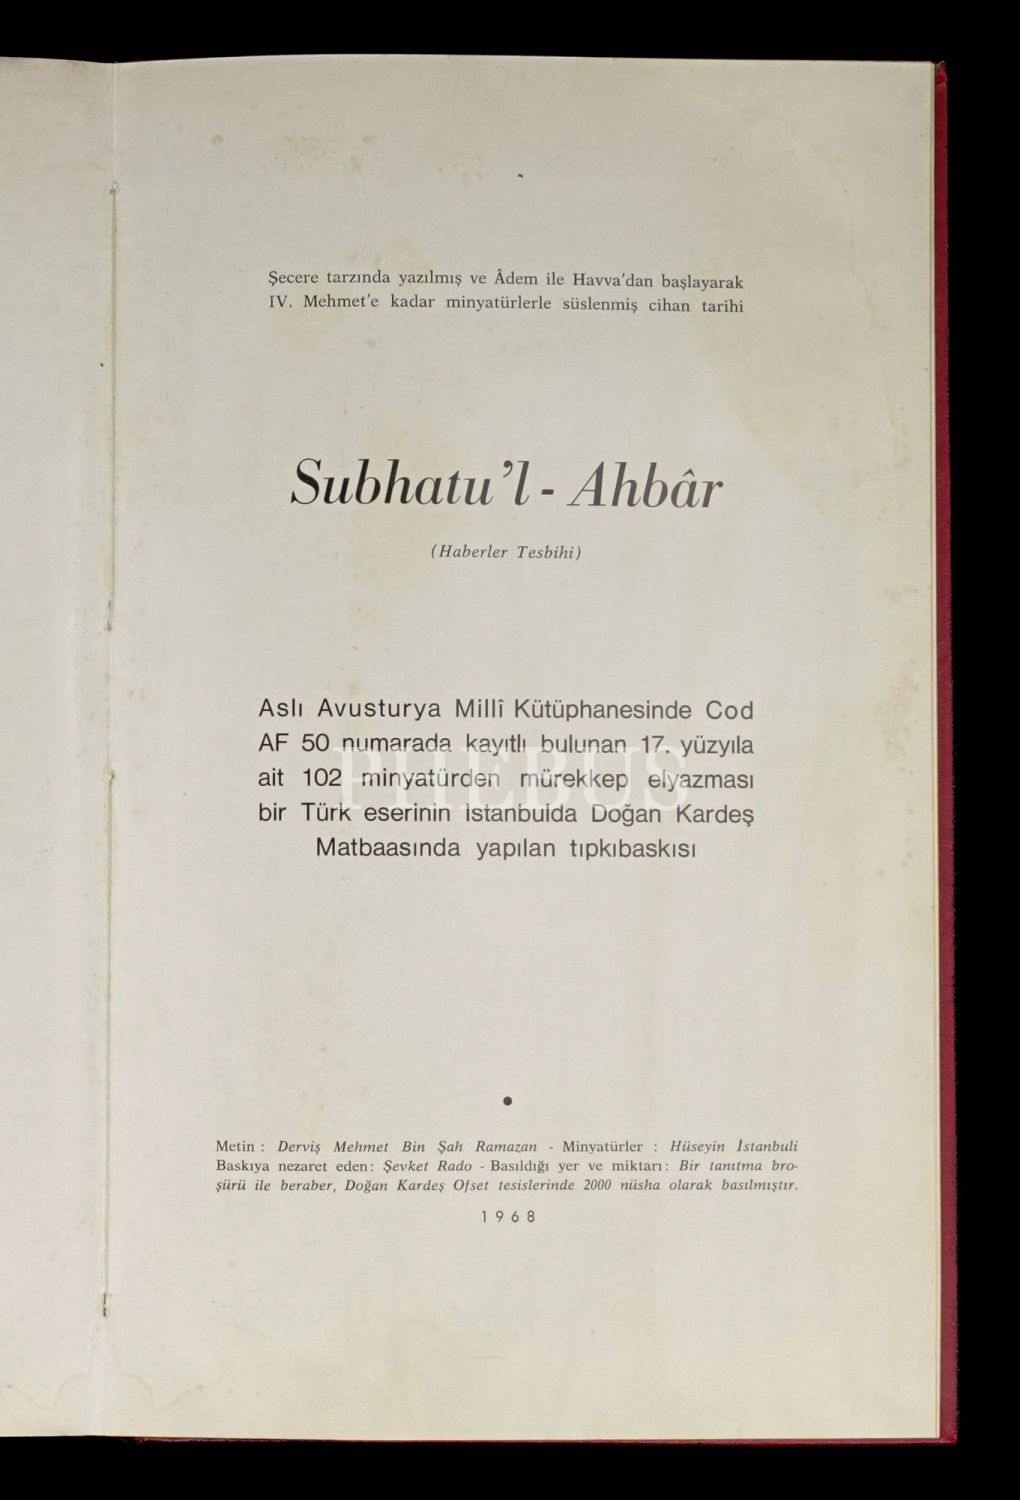 Şecere tarzında yazılmış ve Âdem ile Havva'dan başlayarak
IV. Mehmet'e kadar minyatürlerle süslenmiş cihan tarihi
Subhatu'l - Ahbâr
(Haberler Tesbihi)
Aslı Avusturya Millî Kütüphanesinde Cod
AF 50 numarada kayıtlı bulunan 17. yüzyıla
ait 102 minyatürden mürekkep elyazması
bir Türk eserinin İstanbulda Doğan Kardeş
Matbaasında yapılan tıpkıbaskısı
PHEBUS
Metin : Derviş Mehmet Bin Şah Ramazan - Minyatürler : Hüseyin İstanbuli
Baskıya nezaret eden: Şevket Rado - Basıldığı yer ve miktarı: Bir tanıtma bro-
şürü ile beraber, Doğan Kardeş Ofset tesislerinde 2000 nüsha olarak basılmıştır.
1968